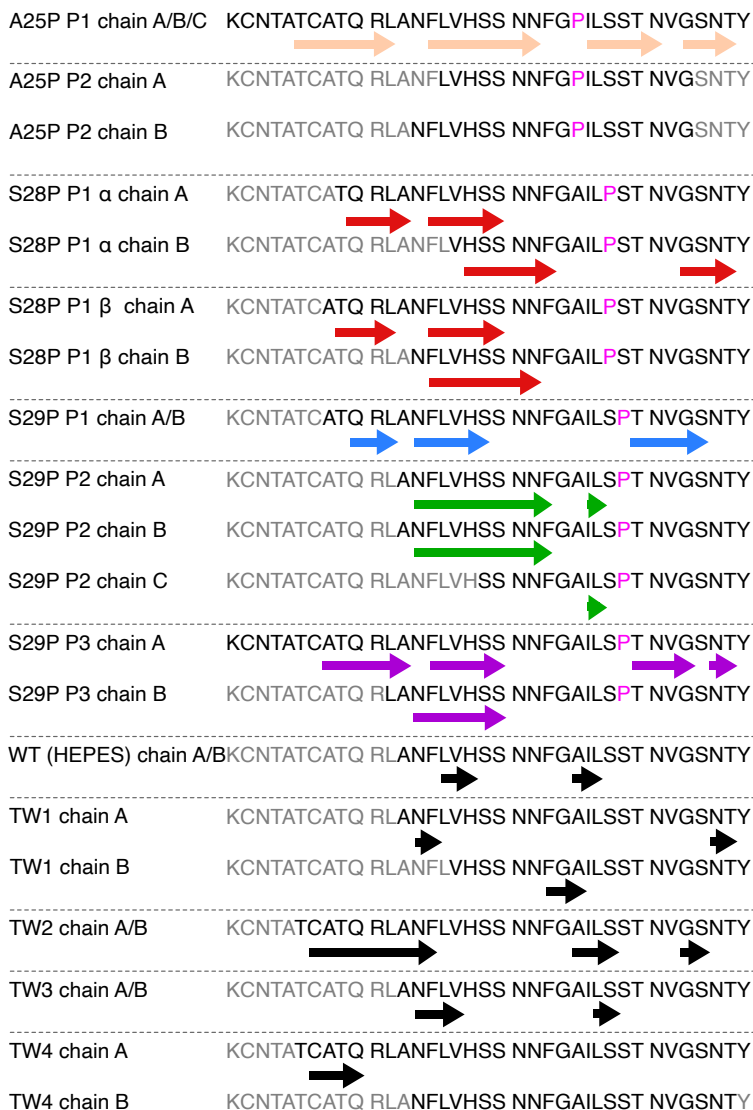 A25P P1 chain A/B/C KCNTATCATQ RLANFLVHSS NNFGPILSST NVGSNTY
A25P P2 chain A KCNTATCATQ RLANFLVHSS NNFGPILSST NVGSNTY
A25P P2 chain B KCNTATCATQ RLANFLVHSS NNFGPILSST NVGSNTY
S28P P1 α chain A KCNTATCATQ RLANFLVHSS NNFGAILPST NVGSNTY
S28P P1 α chain B KCNTATCATQ RLANFLVHSS NNFGAILPST NVGSNTY
S28P P1 β chain A KCNTATCATQ RLANFLVHSS NNFGAILPST NVGSNTY
S28P P1 β chain B KCNTATCATQ RLANFLVHSS NNFGAILPST NVGSNTY
S29P P1 chain A/B KCNTATCATQ RLANFLVHSS NNFGAILSPT NVGSNTY
S29P P2 chain A KCNTATCATQ RLANFLVHSS NNFGAILSPT NVGSNTY
S29P P2 chain B KCNTATCATQ RLANFLVHSS NNFGAILSPT NVGSNTY
S29P P2 chain C KCNTATCATQ RLANFLVHSS NNFGAILSPT NVGSNTY
S29P P3 chain A KCNTATCATQ RLANFLVHSS NNFGAILSPT NVGSNTY
S29P P3 chain B KCNTATCATQ RLANFLVHSS NNFGAILSPT NVGSNTY
WT (HEPES) chain A/B KCNTATCATQ RLANFLVHSS NNFGAILSST NVGSNTY
TW1 chain A KCNTATCATQ RLANFLVHSS NNFGAILSST NVGSNTY
TW1 chain B KCNTATCATQ RLANFLVHSS NNFGAILSST NVGSNTY
TW2 chain A/B KCNTATCATQ RLANFLVHSS NNFGAILSST NVGSNTY
TW3 chain A/B KCNTATCATQ RLANFLVHSS NNFGAILSST NVGSNTY
TW4 chain A KCNTATCATQ RLANFLVHSS NNFGAILSST NVGSNTY
TW4 chain B KCNTATCATQ RLANFLVHSS NNFGAILSST NVGSNTY